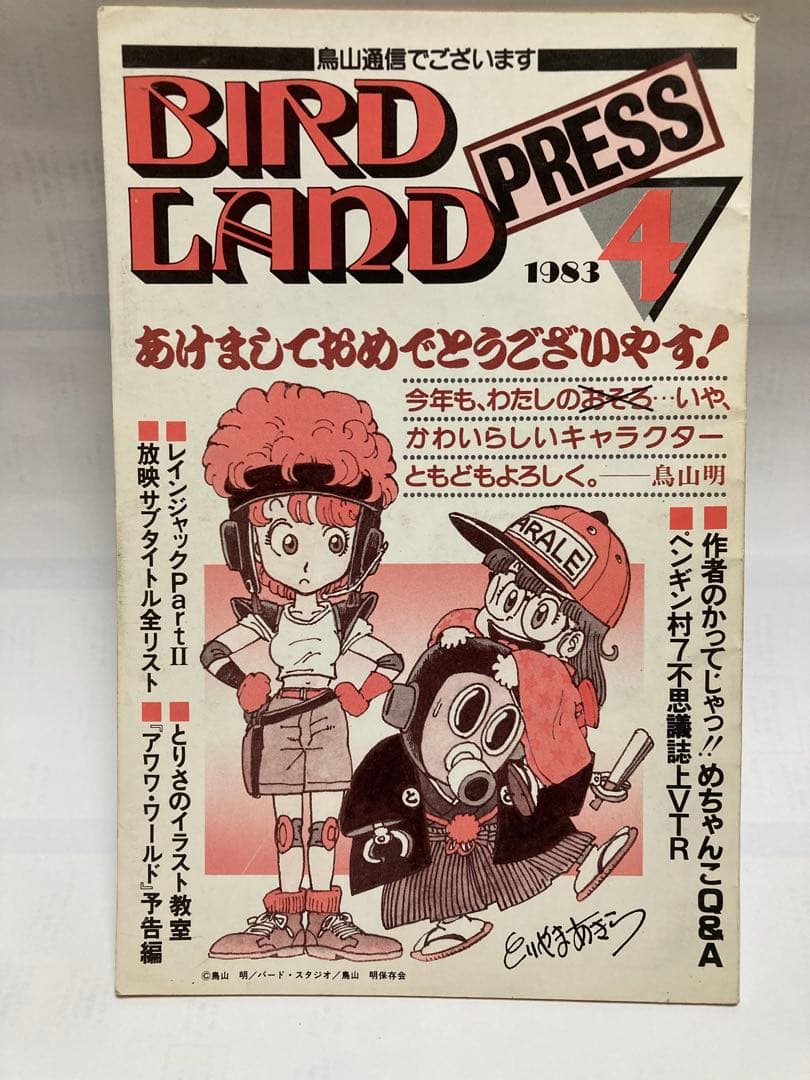 鳥山通信でございます
BIRD
LAND
PRESS
1983
4
あけましておめでとうございやす!
今年も、わたしのおそろ…いや、
かわいらしいキャラクター
ともどもよろしく。——鳥山明
■作者のかってじゃっ!!めちゃんこQ&A
■ペンギン村7不思議誌上VTR
■レインジャックPartⅡ
放映サブタイトル全リスト
■とりさのイラスト教室
■『アワワ・ワールド』予告編
ARALE
と
と
とりやまあきら
©鳥山 明/バード・スタジオ/鳥山 明保存会